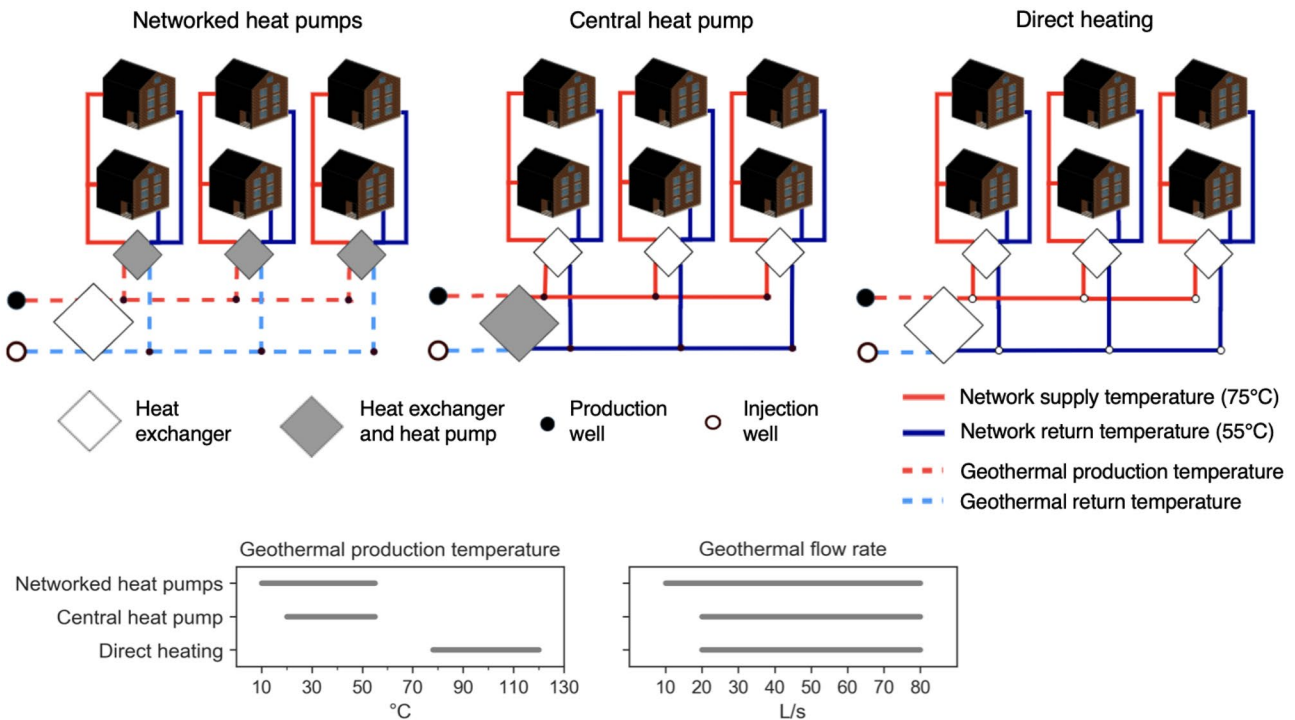 Networked heat pumps
Central heat pump
Direct heating
Heat
exchanger
Heat exchanger
and heat pump
Production
well
Injection
well
Network supply temperature (75°C)
Network return temperature (55°C)
Geothermal production temperature
Geothermal return temperature
Geothermal production temperature
Networked heat pumps
Central heat pump
Direct heating
10 30 50 70 90 110 130
°C
Geothermal flow rate
10 20 30 40 50 60 70 80
L/s